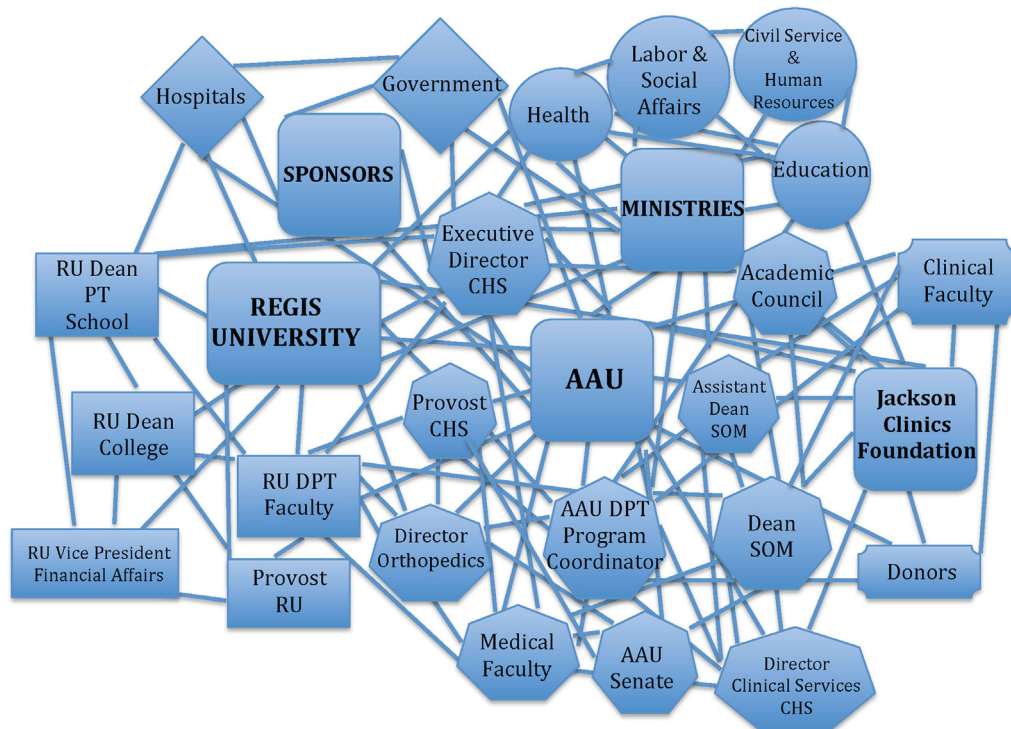 Hospitals
Government
Health
Labor &
Social
Affairs
Civil Service
&
Human
Resources
SPONSORS
MINISTRIES
Education
Executive
Director
CHS
RU Dean
PT
School
REGIS
UNIVERSITY
Academic
Council
Clinical
Faculty
AAU
Provost
CHS
Assistant
Dean
SOM
Jackson
Clinics
Foundation
RU Dean
College
RU DPT
Faculty
Director
Orthopedics
AAU DPT
Program
Coordinator
Dean
SOM
RU Vice President
Financial Affairs
Provost
RU
Donors
Medical
Faculty
AAU
Senate
Director
Clinical Services
CHS